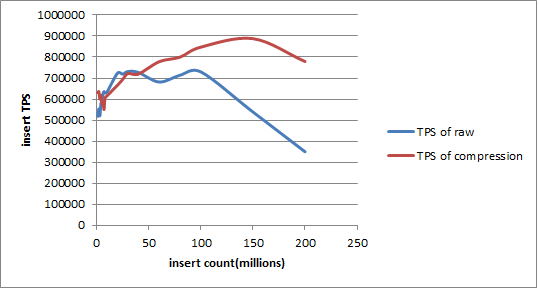 1000000
900000
800000
700000
600000
500000
400000
300000
200000
100000
0
0 50 100 150 200 250
insert TPS
insert count(millions)
TPS of raw
TPS of compression